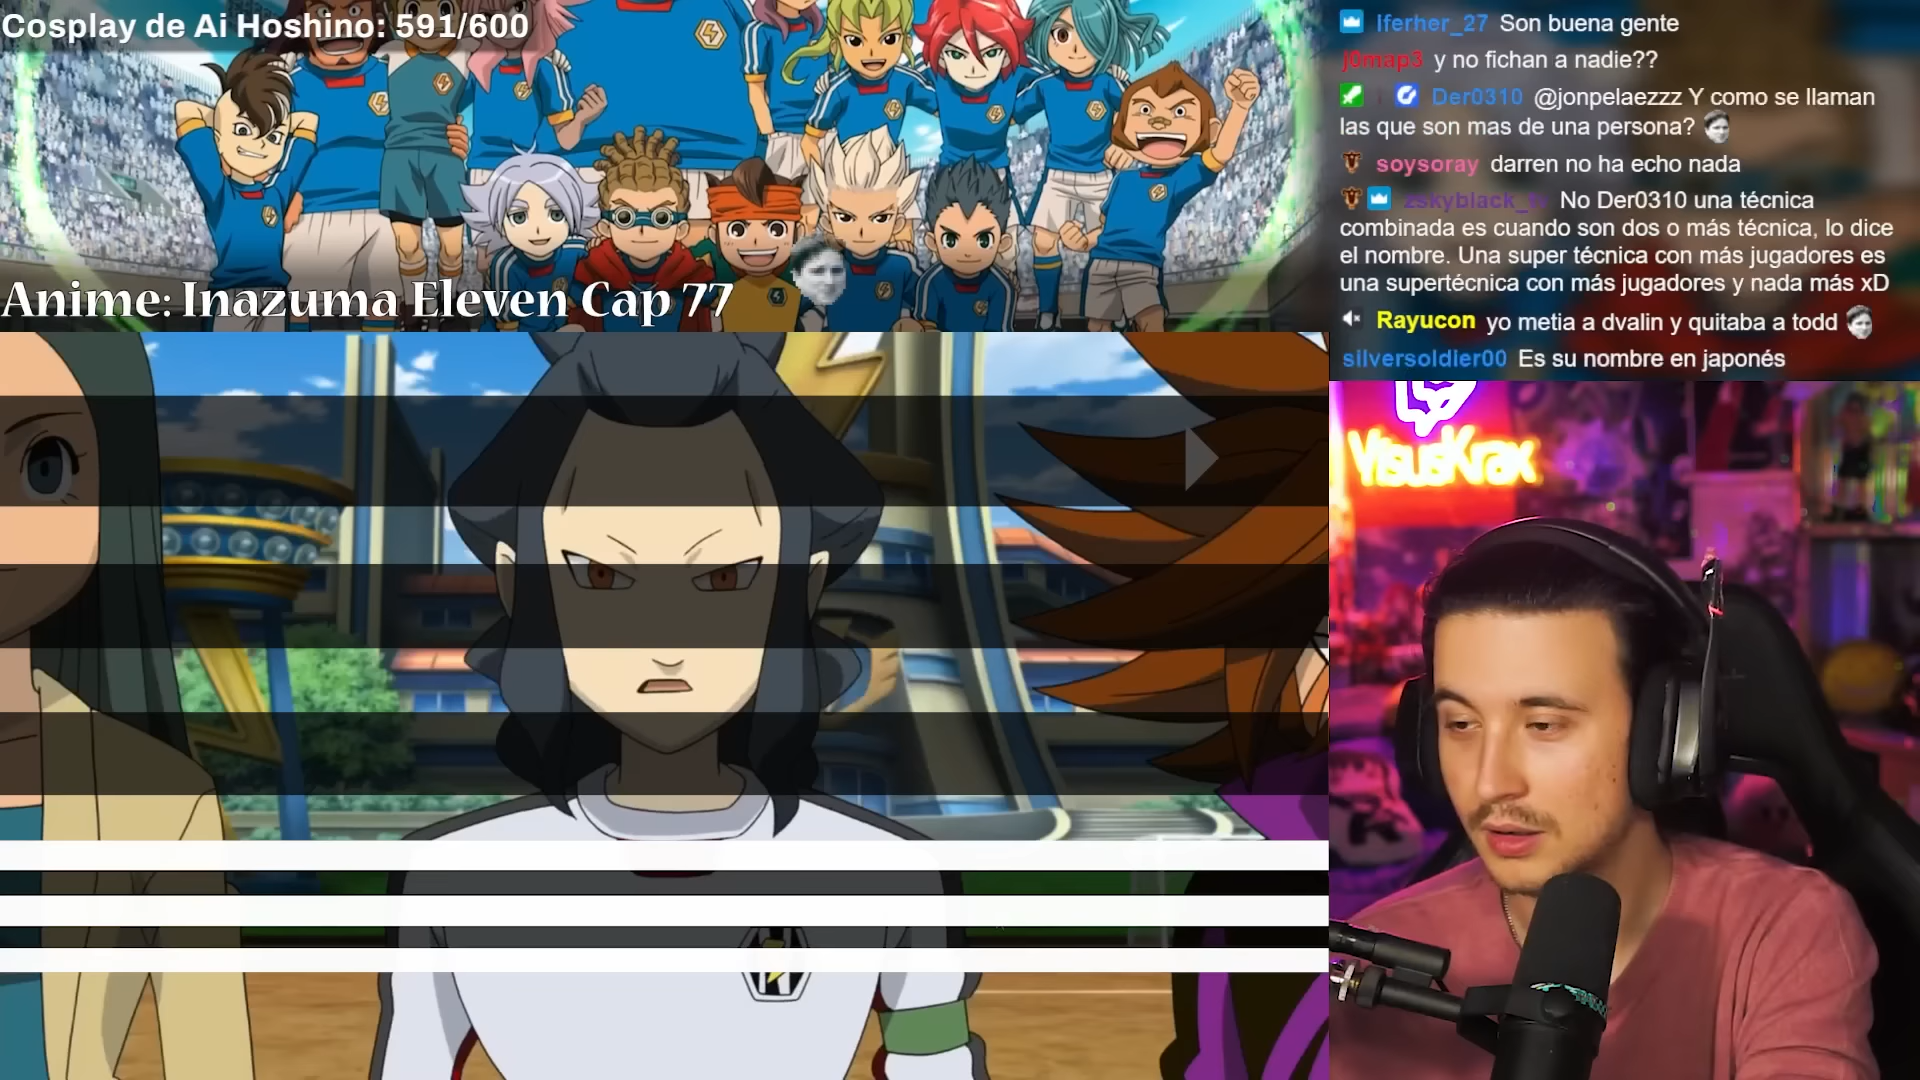 Cosplay de Ai Hoshino: 591/600
Anime: Inazuma Eleven Cap 77
lferher_27 Son buena gente
j0map3 y no fichan a nadie??
Der0310 @jonpelaezzz Y como se llaman
las que son mas de una persona?
soysoray darren no ha echo nada
No Der0310 una técnica
combinada es cuando son dos o más técnica, lo dice
el nombre. Una super técnica con más jugadores es
una supertécnica con más jugadores y nada más xD
Rayucon yo metia a dvalin y quitaba a todd
silversoldier00 Es su nombre en japonés
VisusKrax